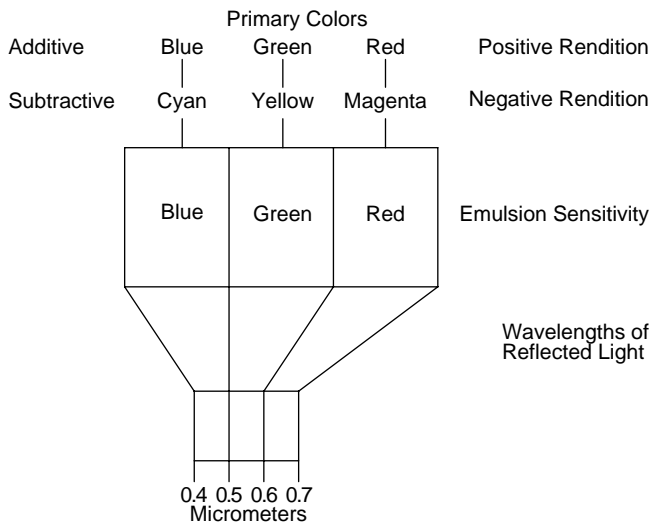 Primary Colors
Additive Blue Green Red Positive Rendition
Subtractive Cyan Yellow Magenta Negative Rendition
Blue Green Red Emulsion Sensitivity
Wavelengths of
Reflected Light
0.4 0.5 0.6 0.7
Micrometers